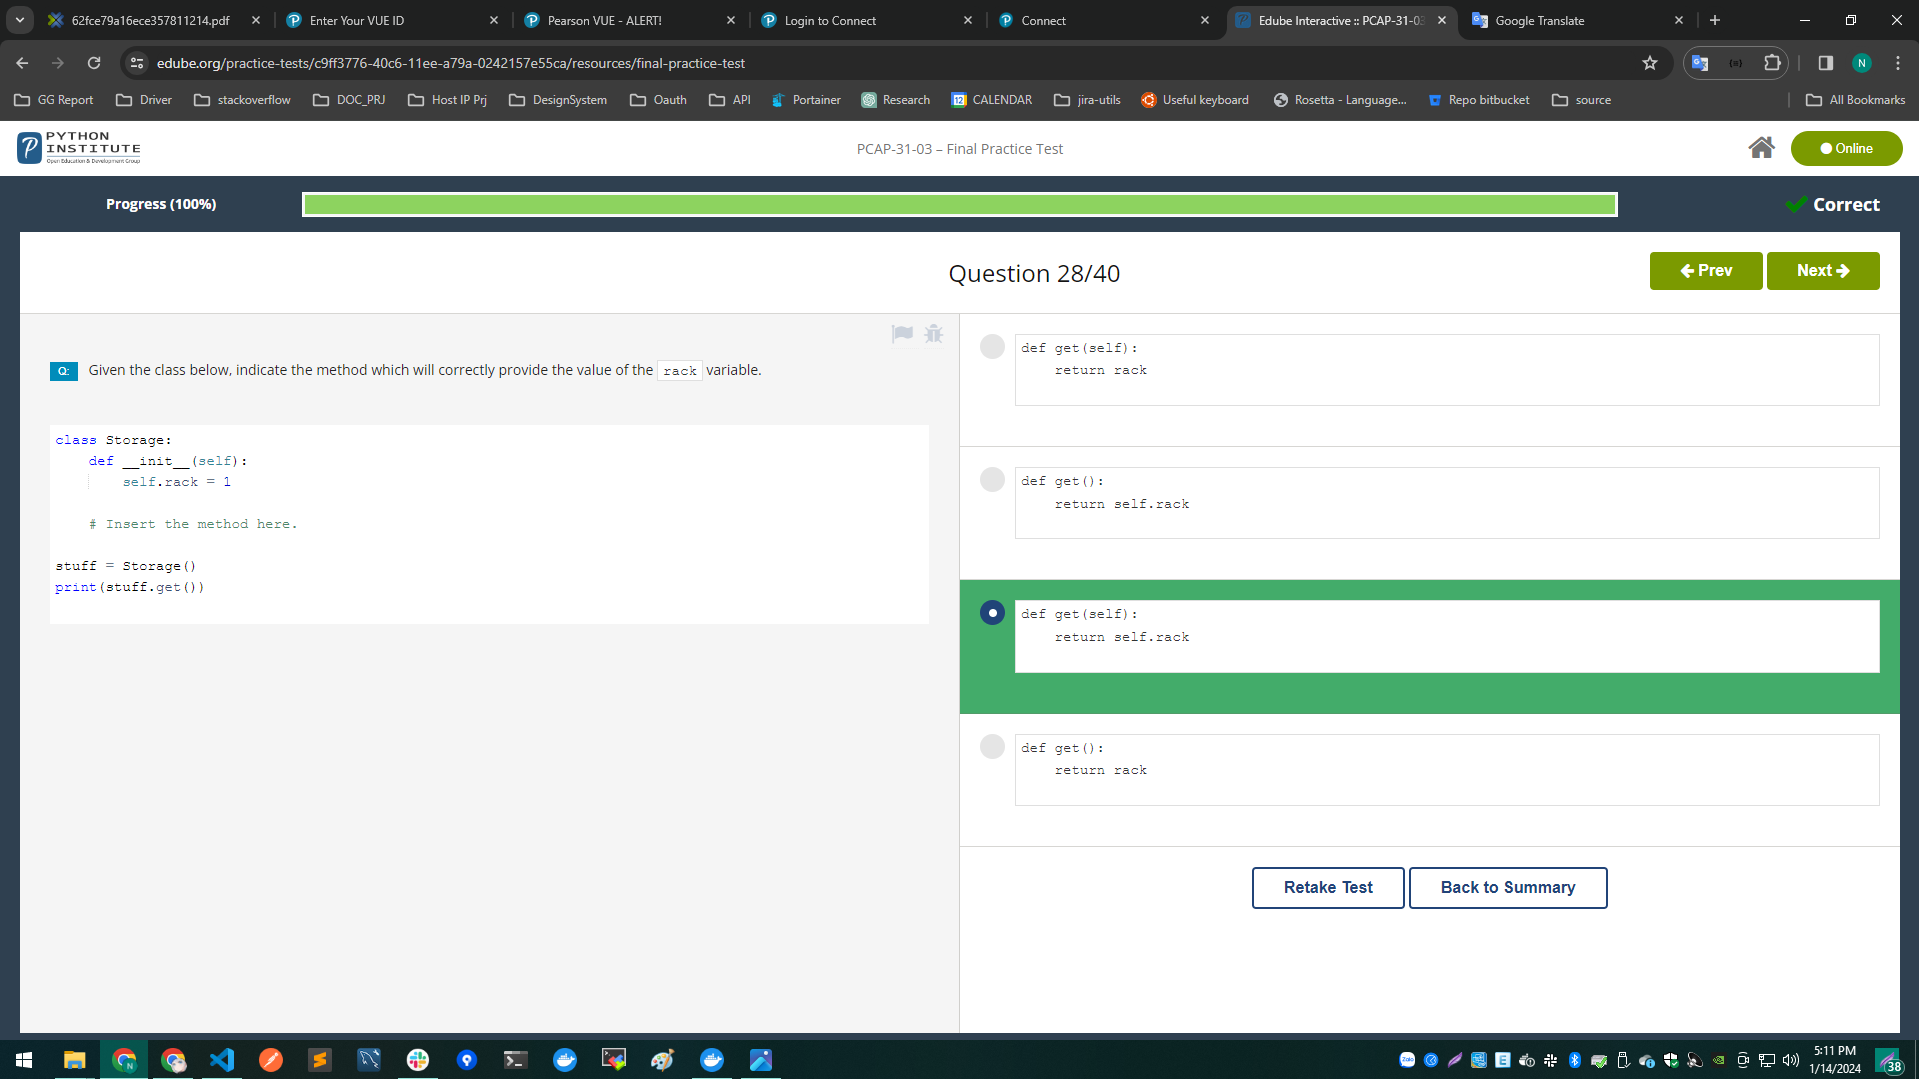 62fce79a16ece357811214.pdf
Enter Your VUE ID
Pearson VUE - ALERT!
Login to Connect
Connect
Edube Interactive :: PCAP-31-03
Google Translate
edube.org/practice-tests/c9ff3776-40c6-11ee-a79a-0242157e55ca/resources/final-practice-test
N
GG Report
Driver
stackoverflow
DOC_PRJ
Host IP Prj
DesignSystem
Oauth
API
Portainer
Research
CALENDAR
jira-utils
Useful keyboard
Rosetta - Language...
Repo bitbucket
source
All Bookmarks
PYTHON
INSTITUTE
Open Education & Development Group
PCAP-31-03 – Final Practice Test
Online
Progress (100%)
Correct
Question 28/40
Prev
Next
Q: Given the class below, indicate the method which will correctly provide the value of the rack variable.
class Storage:
    def __init__(self):
        self.rack = 1
    # Insert the method here.
stuff = Storage()
print(stuff.get())
def get(self):
    return rack
def get():
    return self.rack
def get(self):
    return self.rack
def get():
    return rack
Retake Test
Back to Summary
5:11 PM
1/14/2024
38